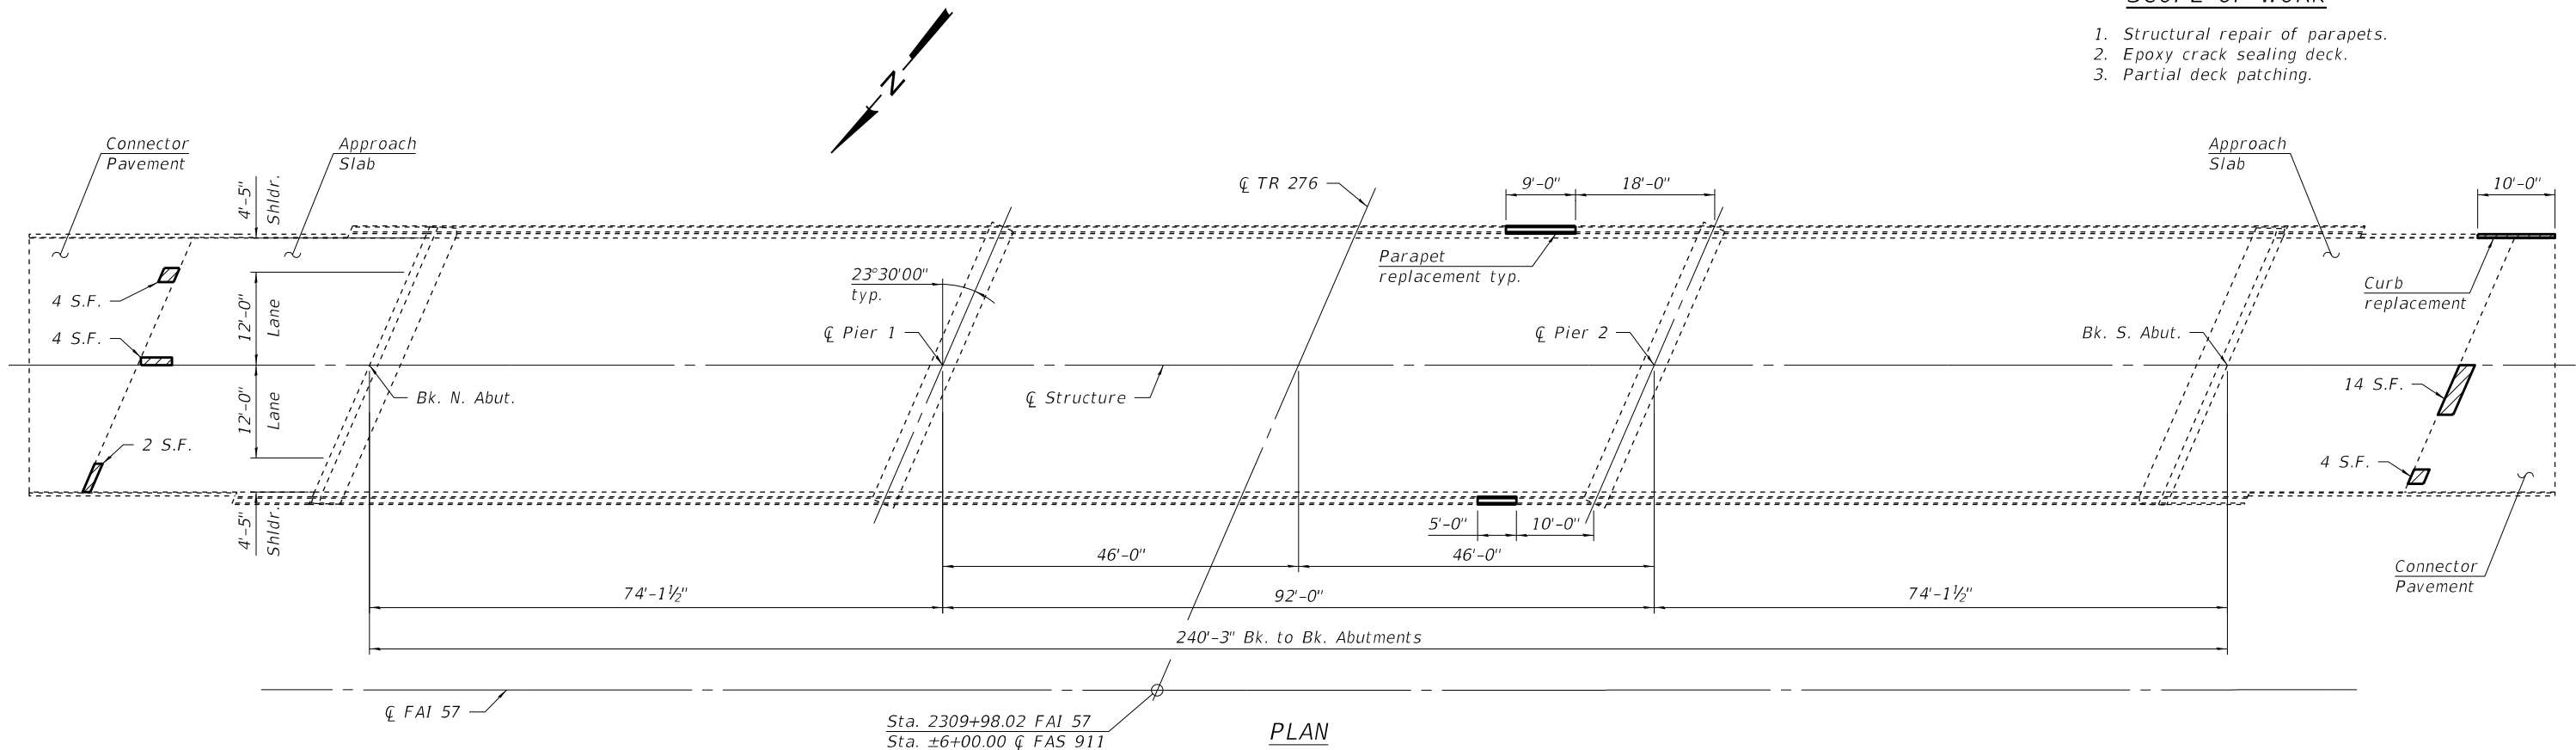 SCOPE OF WORK
1. Structural repair of parapets.
2. Epoxy crack sealing deck.
3. Partial deck patching.
N
Connector
Pavement
Approach
Slab
4'-5"
Shldr.
℄ TR 276
9'-0"
18'-0"
Approach
Slab
10'-0"
Parapet
replacement typ.
23°30'00"
typ.
Curb
replacement
4 S.F.
12'-0"
Lane
4 S.F.
℄ Pier 1
℄ Pier 2
Bk. S. Abut.
Bk. N. Abut.
℄ Structure
14 S.F.
12'-0"
Lane
2 S.F.
4 S.F.
4'-5"
Shldr.
5'-0"
10'-0"
46'-0"
46'-0"
Connector
Pavement
74'-1½"
92'-0"
74'-1½"
240'-3" Bk. to Bk. Abutments
℄ FAI 57
Sta. 2309+98.02 FAI 57
Sta. ±6+00.00 ℄ FAS 911
PLAN